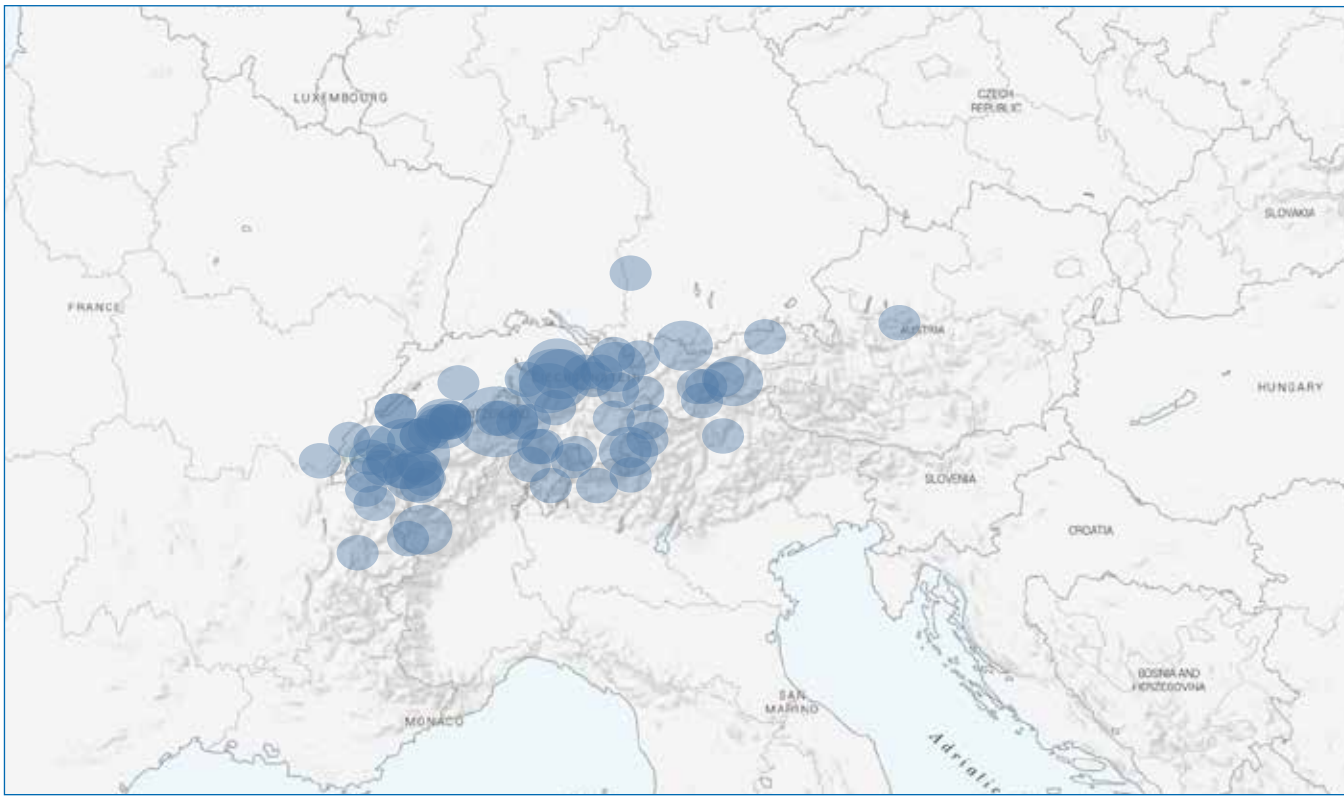 LUXEMBOURG
CZECH
REPUBLIC
SLOVAKIA
FRANCE
AUSTRIA
HUNGARY
SLOVENIA
CROATIA
BOSNIA AND
HERZEGOVINA
SAN
MARINO
MONACO
Adriatic